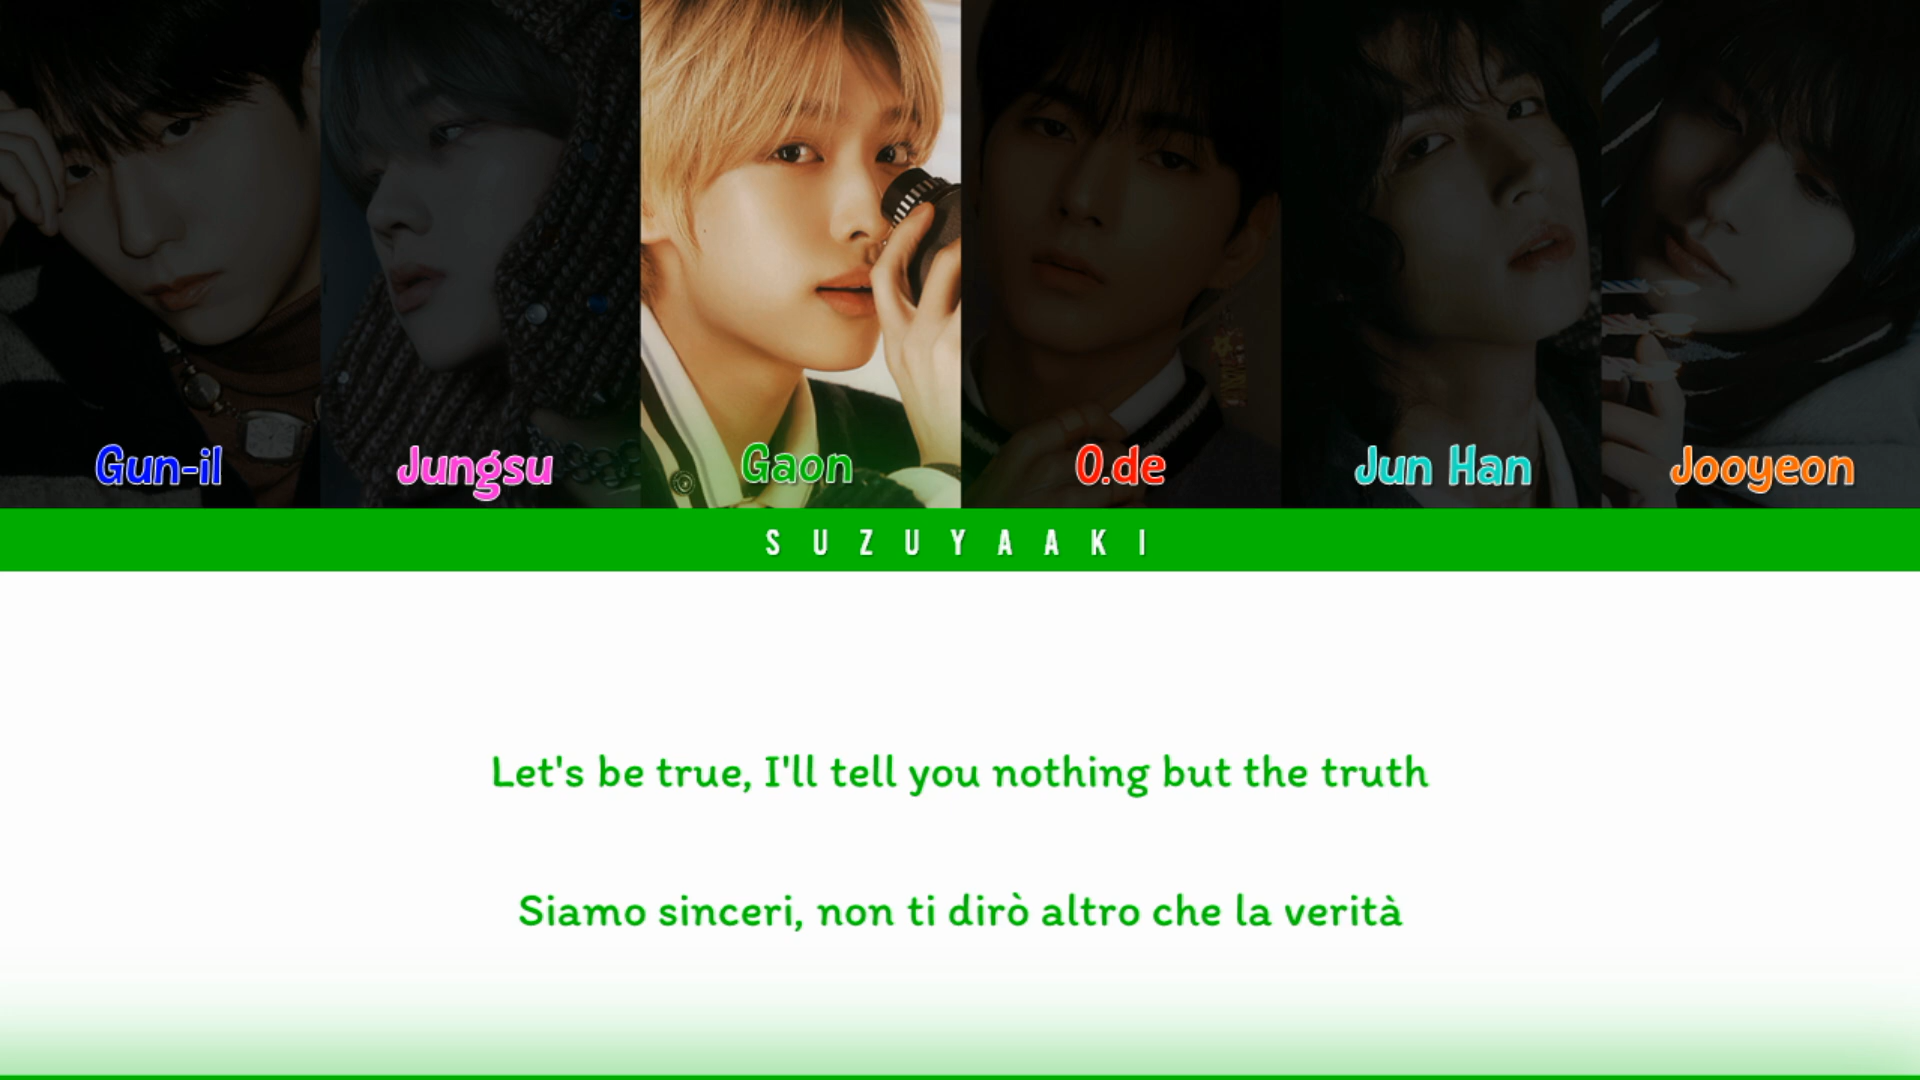 Gun-il Jungsu Gaon O.de Jun Han Jooyeon
SUZUYAAKI
Let's be true, I'll tell you nothing but the truth
Siamo sinceri, non ti dirò altro che la verità